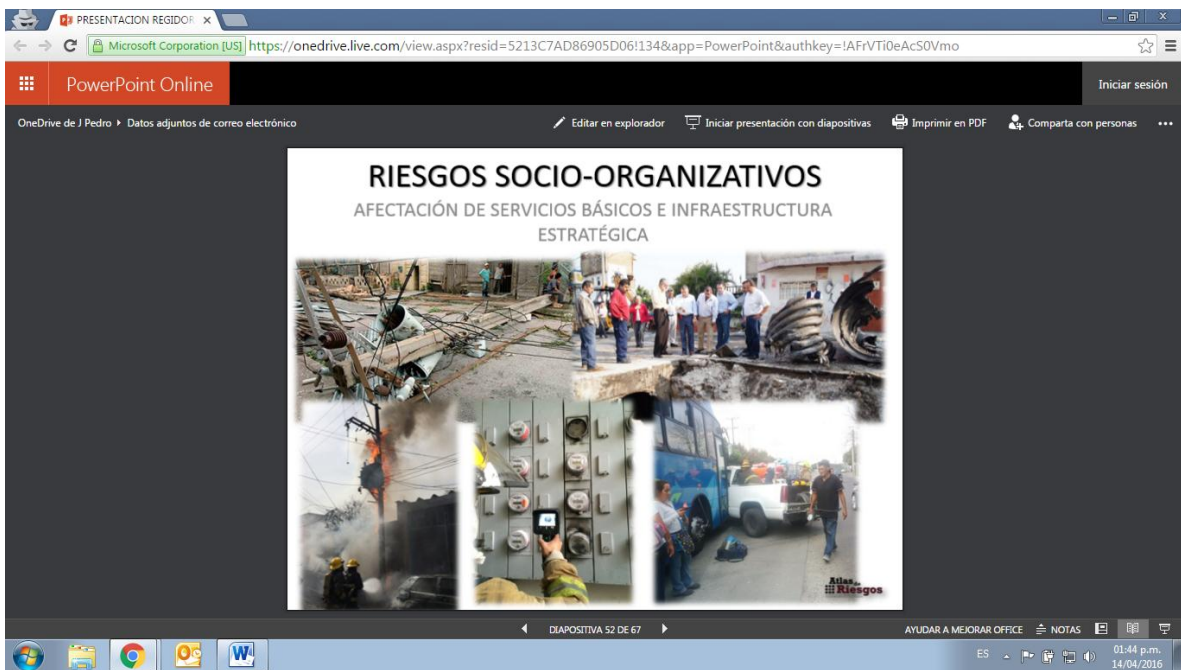 PRESENTACION REGIDOR
Microsoft Corporation [US] https://onedrive.live.com/view.aspx?resid=5213C7AD86905D06!134&app=PowerPoint&authkey=!AFrVTi0eAcS0Vmo
PowerPoint Online
Iniciar sesión
OneDrive de J Pedro ▸ Datos adjuntos de correo electrónico
Editar en explorador
Iniciar presentación con diapositivas
Imprimir en PDF
Comparta con personas
RIESGOS SOCIO-ORGANIZATIVOS
AFECTACIÓN DE SERVICIOS BÁSICOS E INFRAESTRUCTURA
ESTRATÉGICA
Atlas de
Riesgos
DIAPOSITIVA 52 DE 67
AYUDAR A MEJORAR OFFICE
NOTAS
ES
01:44 p.m.
14/04/2016